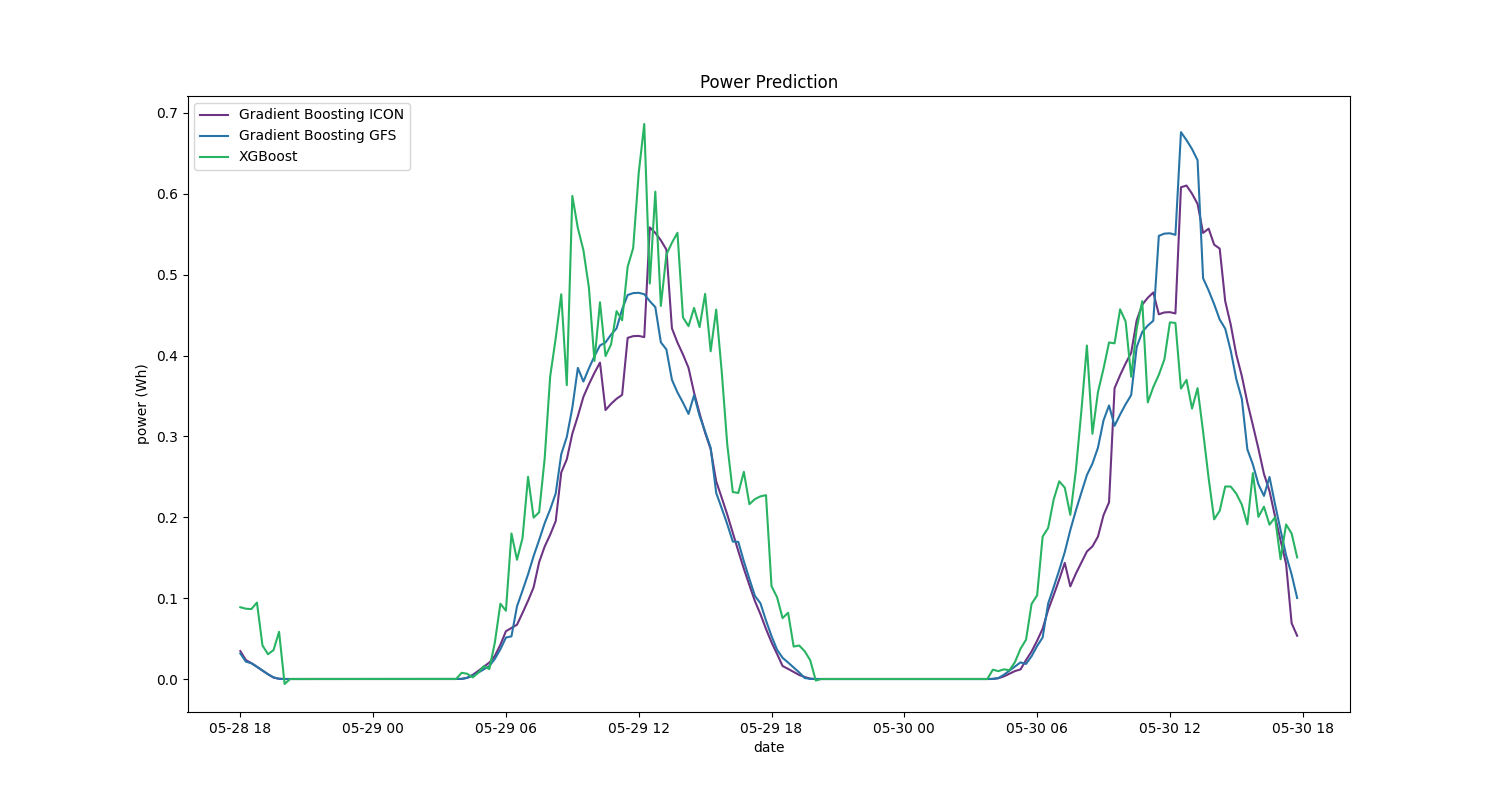 Power Prediction
Gradient Boosting ICON
Gradient Boosting GFS
XGBoost
power (Wh)
0.7
0.6
0.5
0.4
0.3
0.2
0.1
0.0
05-28 18 05-29 00 05-29 06 05-29 12 05-29 18 05-30 00 05-30 06 05-30 12 05-30 18
date